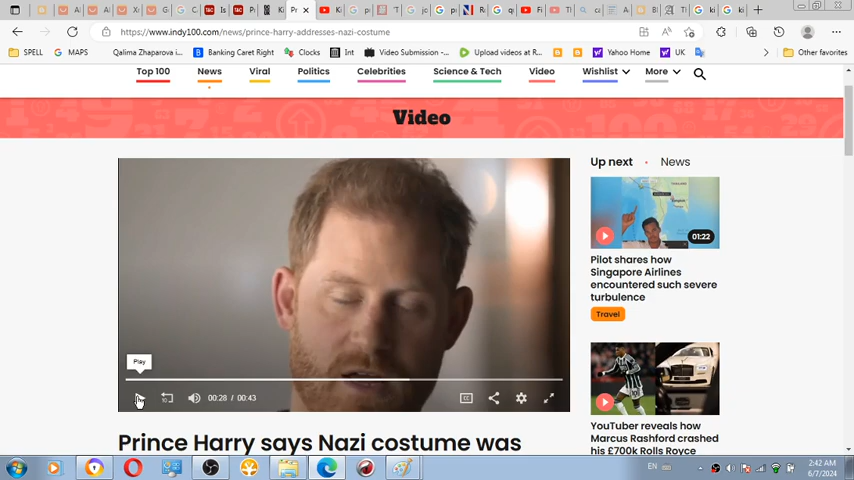 Pr
https://www.indy100.com/news/prince-harry-addresses-nazi-costume
SPELL
GMAPS
Qalima Zhaparova i...
Banking Caret Right
Clocks
Int
Video Submission -...
Upload videos at R...
Yahoo Home
UK
Other favorites
Top 100
News
Viral
Politics
Celebrities
Science & Tech
Video
Wishlist
More
Video
Up next • News
01:22
Pilot shares how
Singapore Airlines
encountered such severe
turbulence
Travel
Play
10
00:28 / 00:43
CC
YouTuber reveals how
Marcus Rashford crashed
his £700k Rolls Royce
Prince Harry says Nazi costume was
EN
2:42 AM
6/7/2024